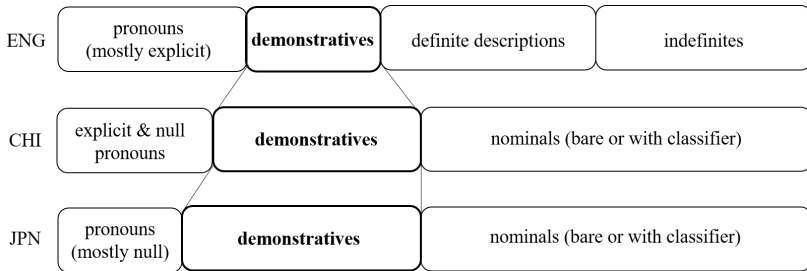 ENG
pronouns
(mostly explicit)
demonstratives
definite descriptions
indefinites
CHI
explicit & null
pronouns
demonstratives
nominals (bare or with classifier)
JPN
pronouns
(mostly null)
demonstratives
nominals (bare or with classifier)